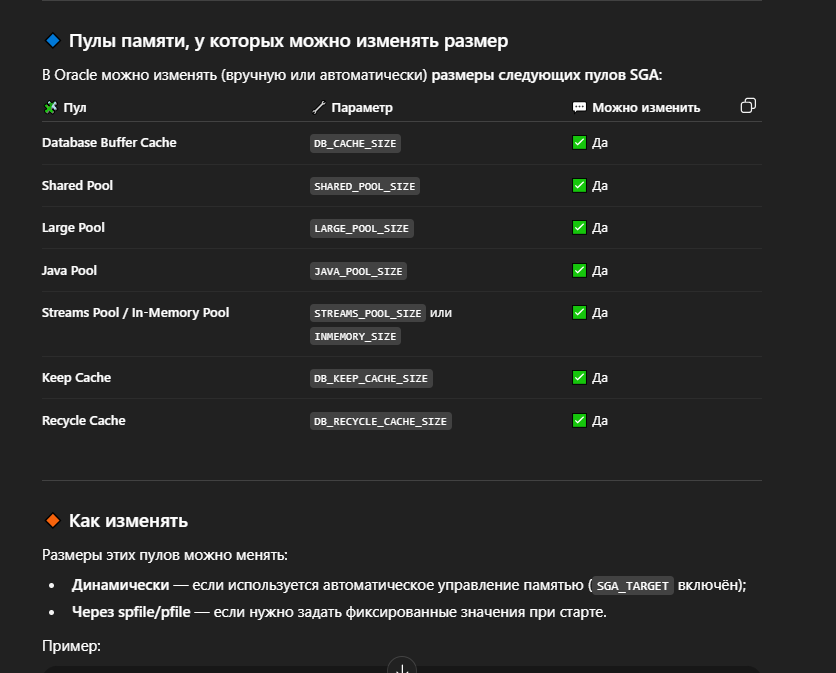 Пулы памяти, у которых можно изменять размер
В Oracle можно изменять (вручную или автоматически) размеры следующих пулов SGA:
Пул Параметр Можно изменить
Database Buffer Cache DB_CACHE_SIZE Да
Shared Pool SHARED_POOL_SIZE Да
Large Pool LARGE_POOL_SIZE Да
Java Pool JAVA_POOL_SIZE Да
Streams Pool / In-Memory Pool STREAMS_POOL_SIZE или Да
INMEMORY_SIZE
Keep Cache DB_KEEP_CACHE_SIZE Да
Recycle Cache DB_RECYCLE_CACHE_SIZE Да
Как изменять
Размеры этих пулов можно менять:
• Динамически — если используется автоматическое управление памятью (SGA_TARGET включён);
• Через spfile/pfile — если нужно задать фиксированные значения при старте.
Пример: